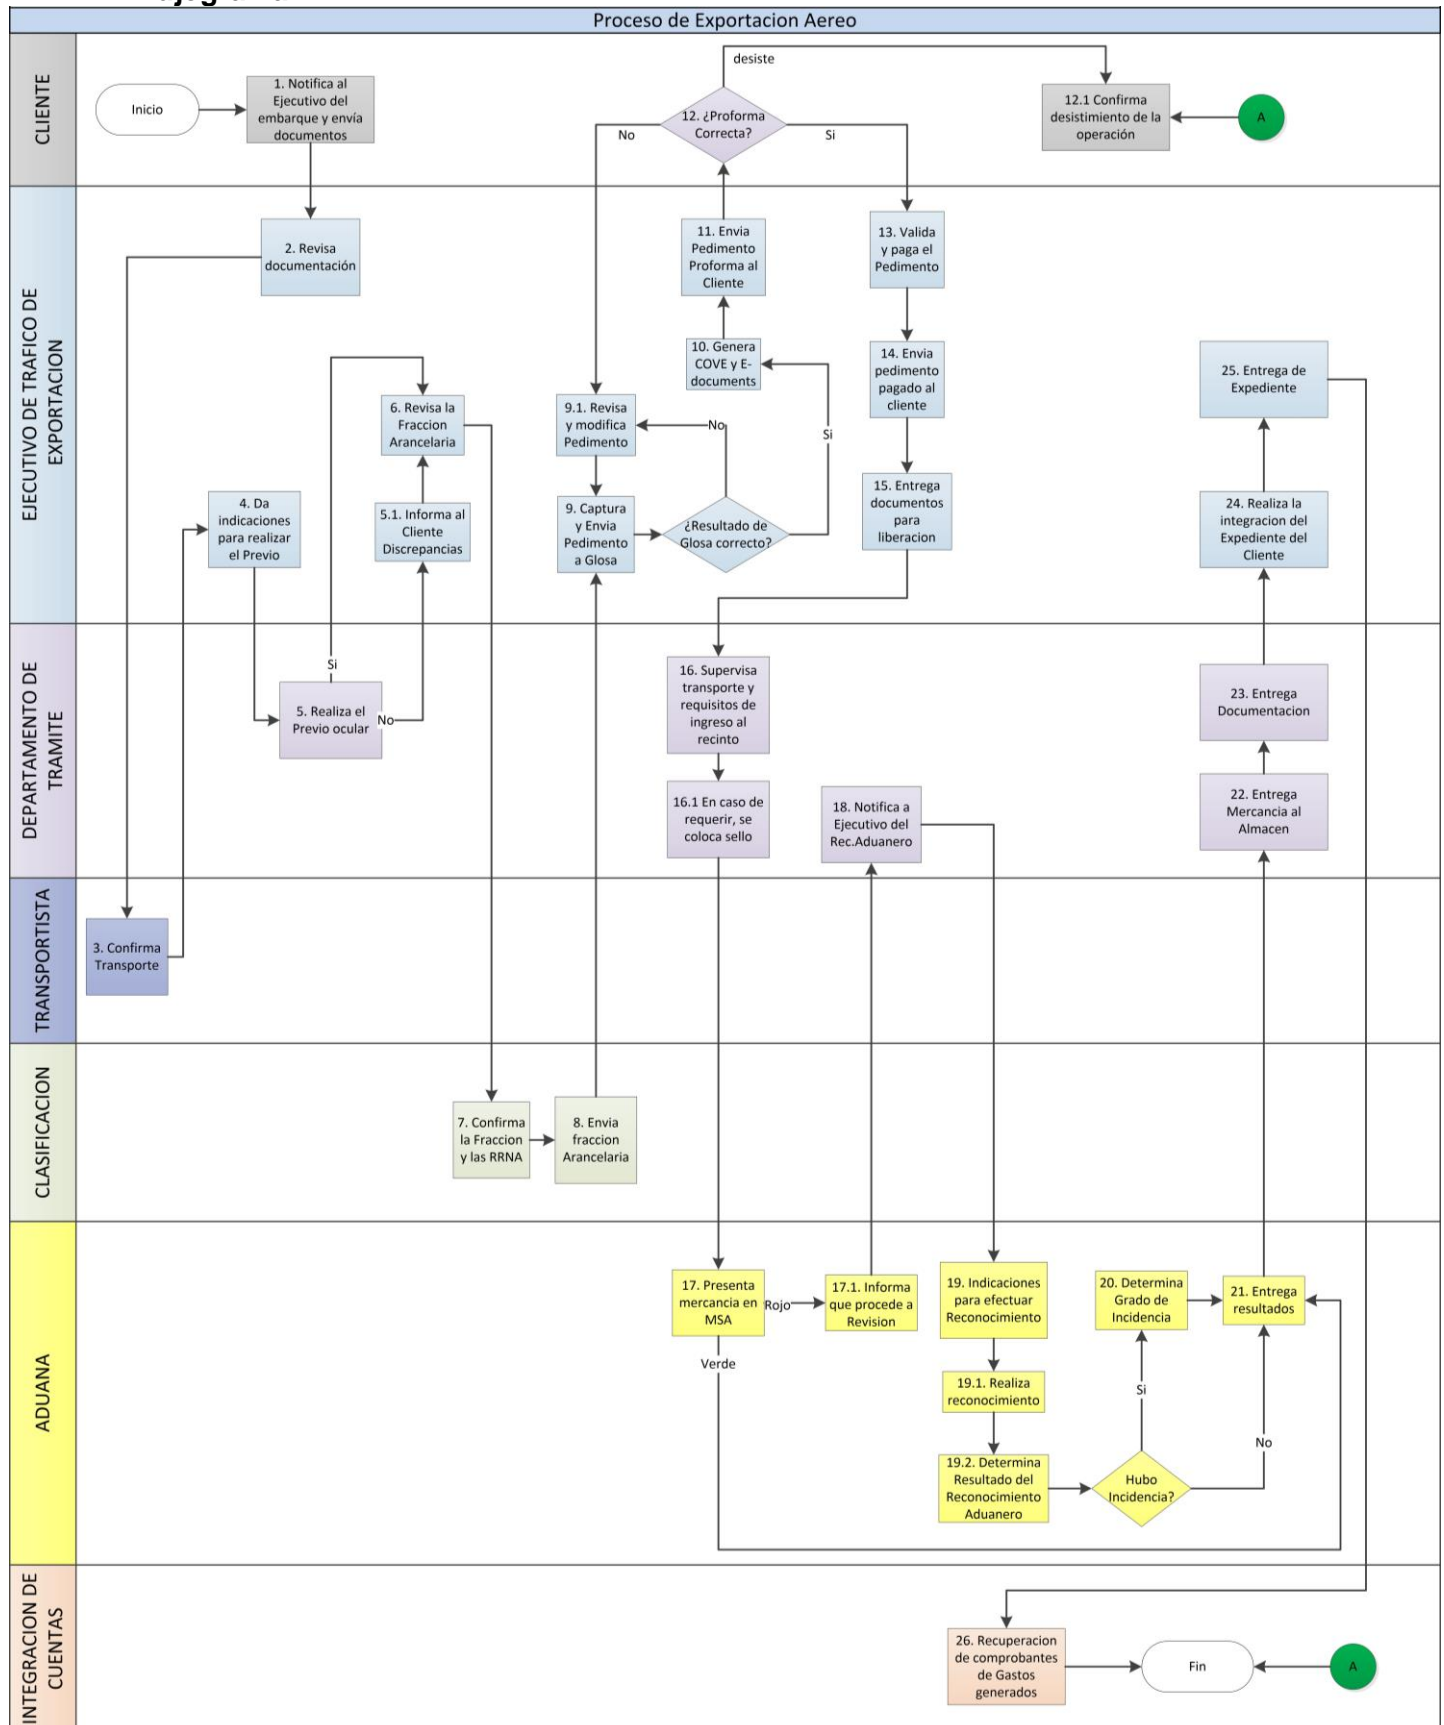 Proceso de Exportacion Aereo
CLIENTE
Inicio
1. Notifica al
Ejecutivo del
embarque y envía
documentos
desiste
12. ¿Proforma
Correcta?
No
Si
12.1 Confirma
desistimiento de la
operación
A
EJECUTIVO DE TRAFICO DE
EXPORTACION
2. Revisa
documentación
11. Envia
Pedimento
Proforma al
Cliente
13. Valida
y paga el
Pedimento
10. Genera
COVE y E-
documents
14. Envia
pedimento
pagado al
cliente
25. Entrega de
Expediente
6. Revisa la
Fraccion
Arancelaria
9.1. Revisa
y modifica
Pedimento
No
Si
4. Da
indicaciones
para realizar
el Previo
5.1. Informa al
Cliente
Discrepancias
9. Captura
y Envia
Pedimento
a Glosa
¿Resultado de
Glosa correcto?
15. Entrega
documentos
para
liberacion
24. Realiza la
integracion del
Expediente del
Cliente
DEPARTAMENTO DE
TRAMITE
Si
5. Realiza el
Previo ocular
No
16. Supervisa
transporte y
requisitos de
ingreso al
recinto
23. Entrega
Documentacion
16.1 En caso de
requerir, se
coloca sello
18. Notifica a
Ejecutivo del
Rec.Aduanero
22. Entrega
Mercancia al
Almacen
TRANSPORTISTA
3. Confirma
Transporte
CLASIFICACION
7. Confirma
la Fraccion
y las RRNA
8. Envia
fraccion
Arancelaria
ADUANA
17. Presenta
mercancia en
MSA
Rojo
17.1. Informa
que procede a
Revision
19. Indicaciones
para efectuar
Reconocimiento
20. Determina
Grado de
Incidencia
21. Entrega
resultados
Verde
19.1. Realiza
reconocimiento
Si
No
19.2. Determina
Resultado del
Reconocimiento
Aduanero
Hubo
Incidencia?
INTEGRACION DE
CUENTAS
26. Recuperacion
de comprobantes
de Gastos
generados
Fin
A